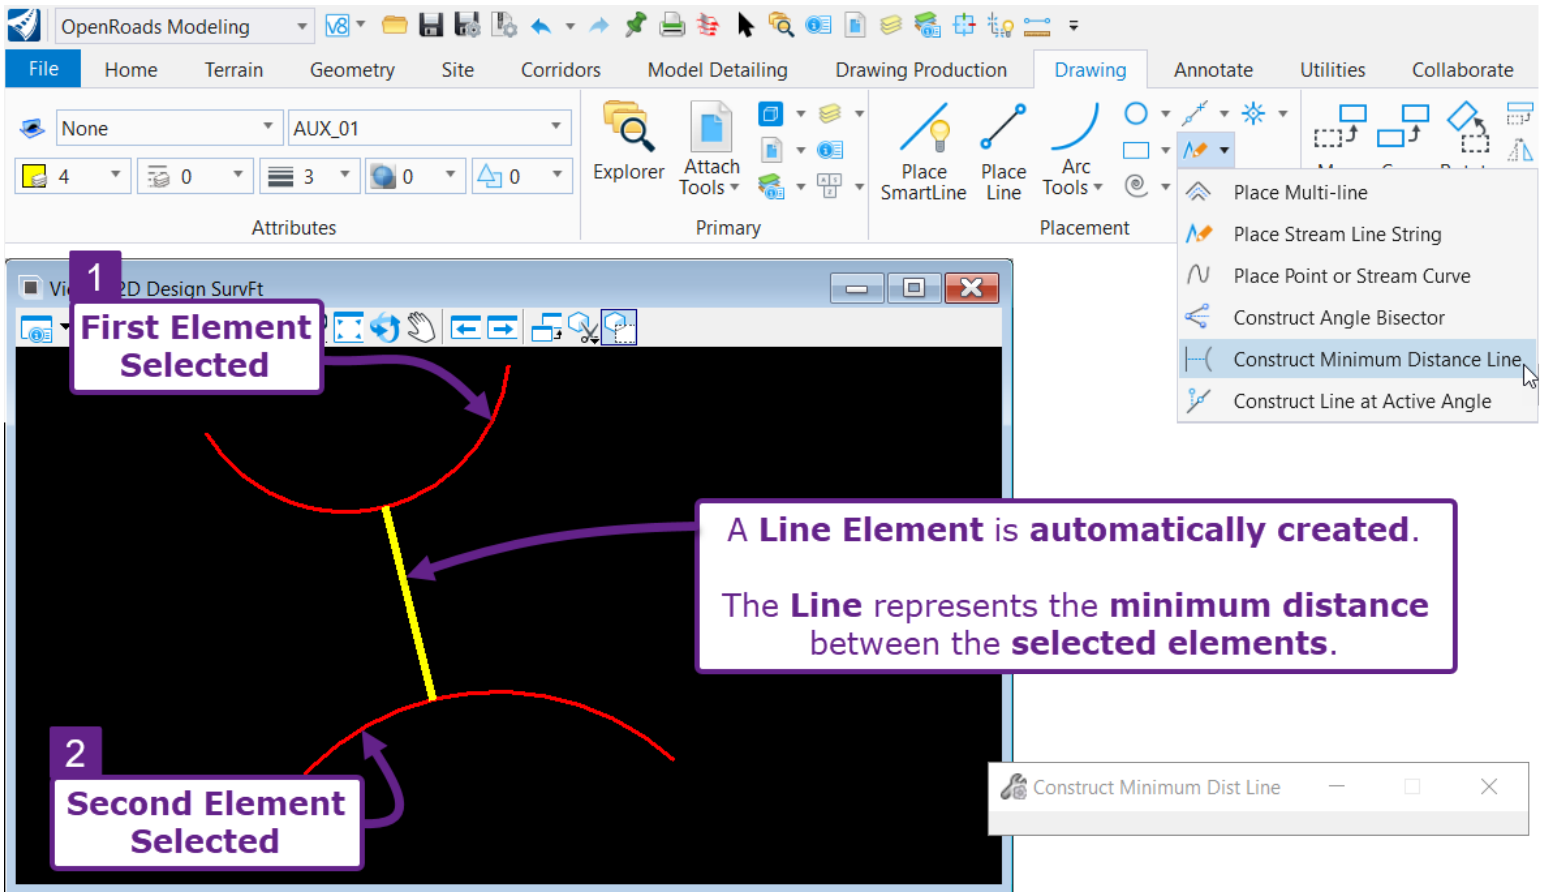 OpenRoads Modeling
V8
File Home Terrain Geometry Site Corridors Model Detailing Drawing Production Drawing Annotate Utilities Collaborate
None AUX_01
4 0 3 0 0
Attributes
Explorer
Attach
Tools
Primary
Place
SmartLine
Place
Line
Arc
Tools
Placement
Place Multi-line
Place Stream Line String
Place Point or Stream Curve
Construct Angle Bisector
Construct Minimum Distance Line
Construct Line at Active Angle
2D Design SurvFt
1
First Element
Selected
A Line Element is automatically created.
The Line represents the minimum distance
between the selected elements.
2
Second Element
Selected
Construct Minimum Dist Line